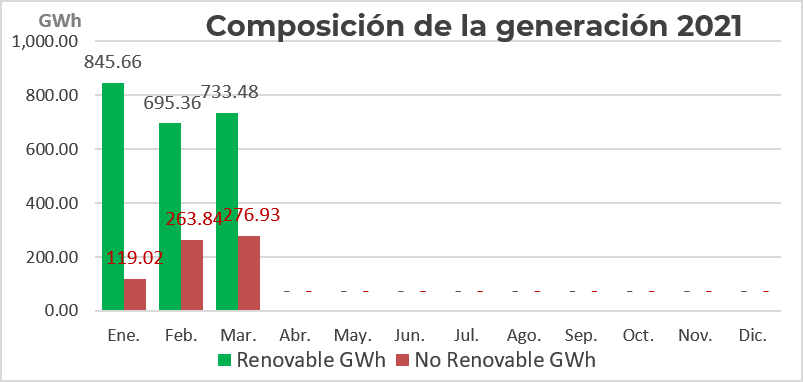 GWh
Composición de la generación 2021
1,000.00
800.00
600.00
400.00
200.00
0.00
845.66
695.36
733.48
119.02
263.84
276.93
- - - - - - - - - - - - - - - - - -
Ene. Feb. Mar. Abr. May. Jun. Jul. Ago. Sep. Oct. Nov. Dic.
Renovable GWh No Renovable GWh